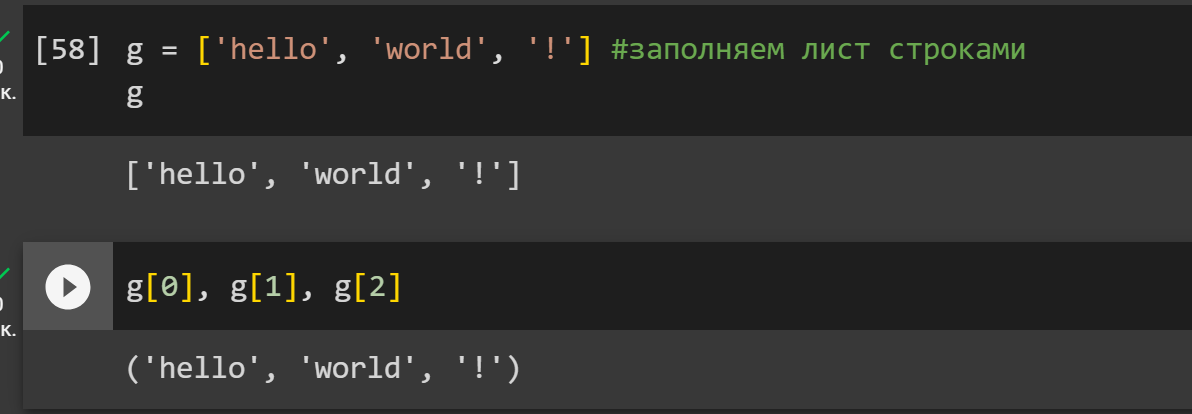 [58] g = ['hello', 'world', '!'] #заполняем лист строками
к.
g
['hello', 'world', '!']
g[0], g[1], g[2]
к.
('hello', 'world', '!')